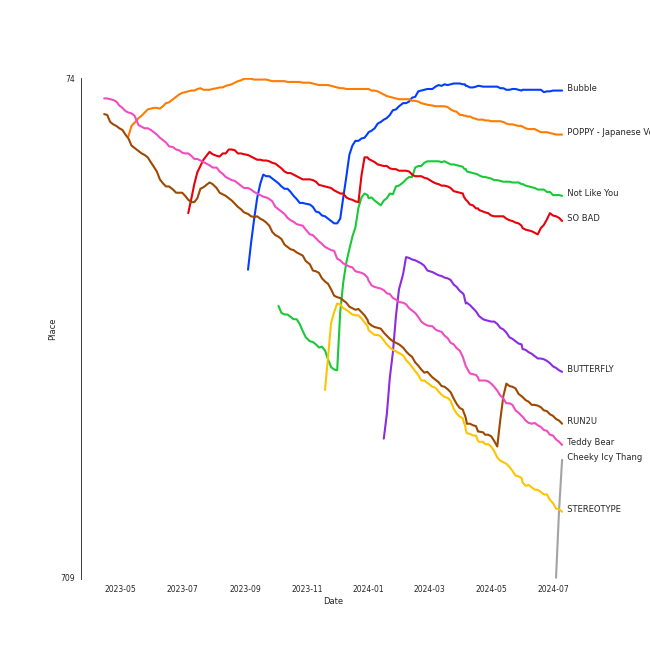 74
Bubble
POPPY - Japanese Ve
Not Like You
SO BAD
Place
BUTTERFLY
RUN2U
Teddy Bear
Cheeky Icy Thang
STEREOTYPE
709
2023-05 2023-07 2023-09 2023-11 2024-01 2024-03 2024-05 2024-07
Date